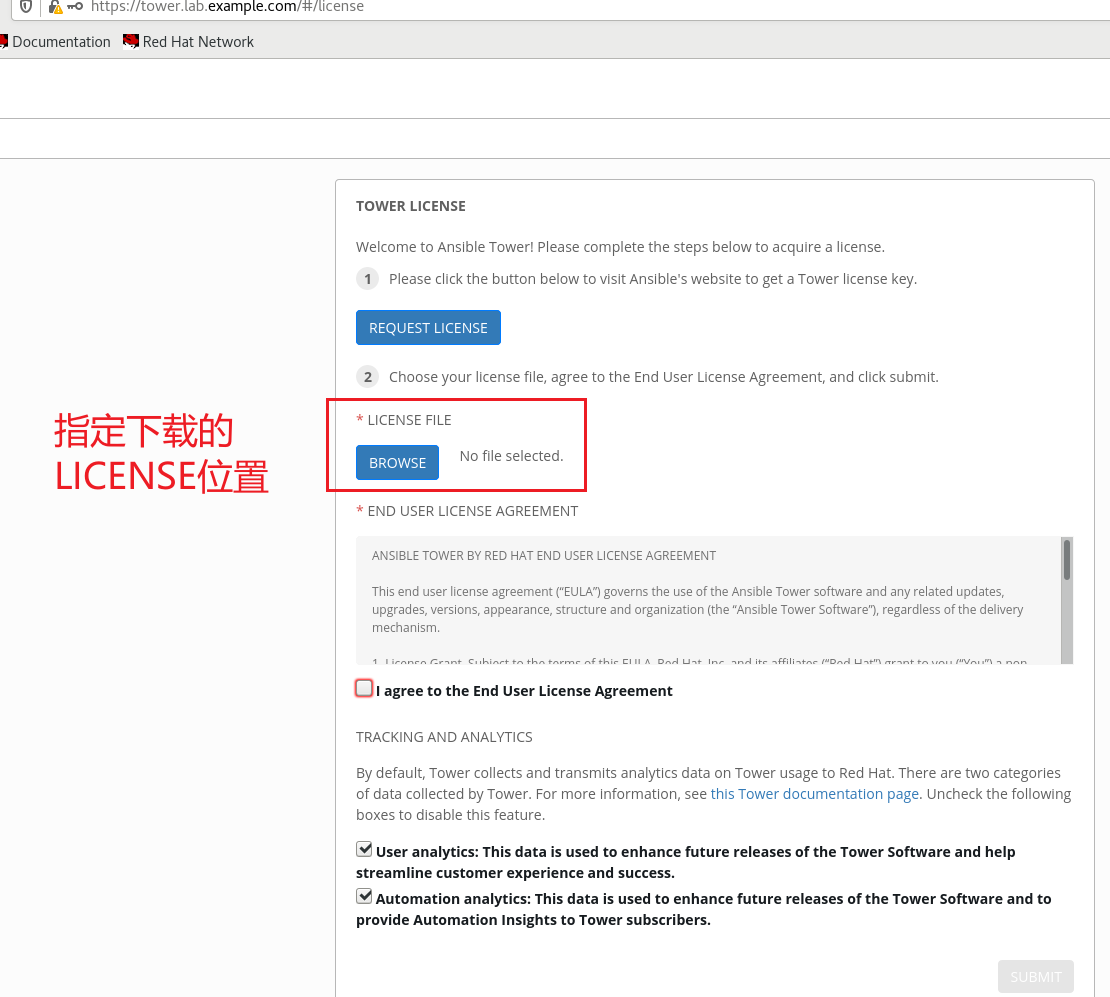 https://tower.lab.example.com/#/license
Documentation Red Hat Network
TOWER LICENSE
Welcome to Ansible Tower! Please complete the steps below to acquire a license.
1 Please click the button below to visit Ansible's website to get a Tower license key.
REQUEST LICENSE
2 Choose your license file, agree to the End User License Agreement, and click submit.
指定下载的
LICENSE位置
* LICENSE FILE
BROWSE No file selected.
* END USER LICENSE AGREEMENT
ANSIBLE TOWER BY RED HAT END USER LICENSE AGREEMENT
This end user license agreement (“EULA”) governs the use of the Ansible Tower software and any related updates,
upgrades, versions, appearance, structure and organization (the “Ansible Tower Software”), regardless of the delivery
mechanism.
1. License Grant. Subject to the terms of this EULA, Red Hat, Inc. and its affiliates (“Red Hat”) grant to you (“You”) a non-
I agree to the End User License Agreement
TRACKING AND ANALYTICS
By default, Tower collects and transmits analytics data on Tower usage to Red Hat. There are two categories
of data collected by Tower. For more information, see this Tower documentation page. Uncheck the following
boxes to disable this feature.
User analytics: This data is used to enhance future releases of the Tower Software and help
streamline customer experience and success.
Automation analytics: This data is used to enhance future releases of the Tower Software and to
provide Automation Insights to Tower subscribers.
SUBMIT